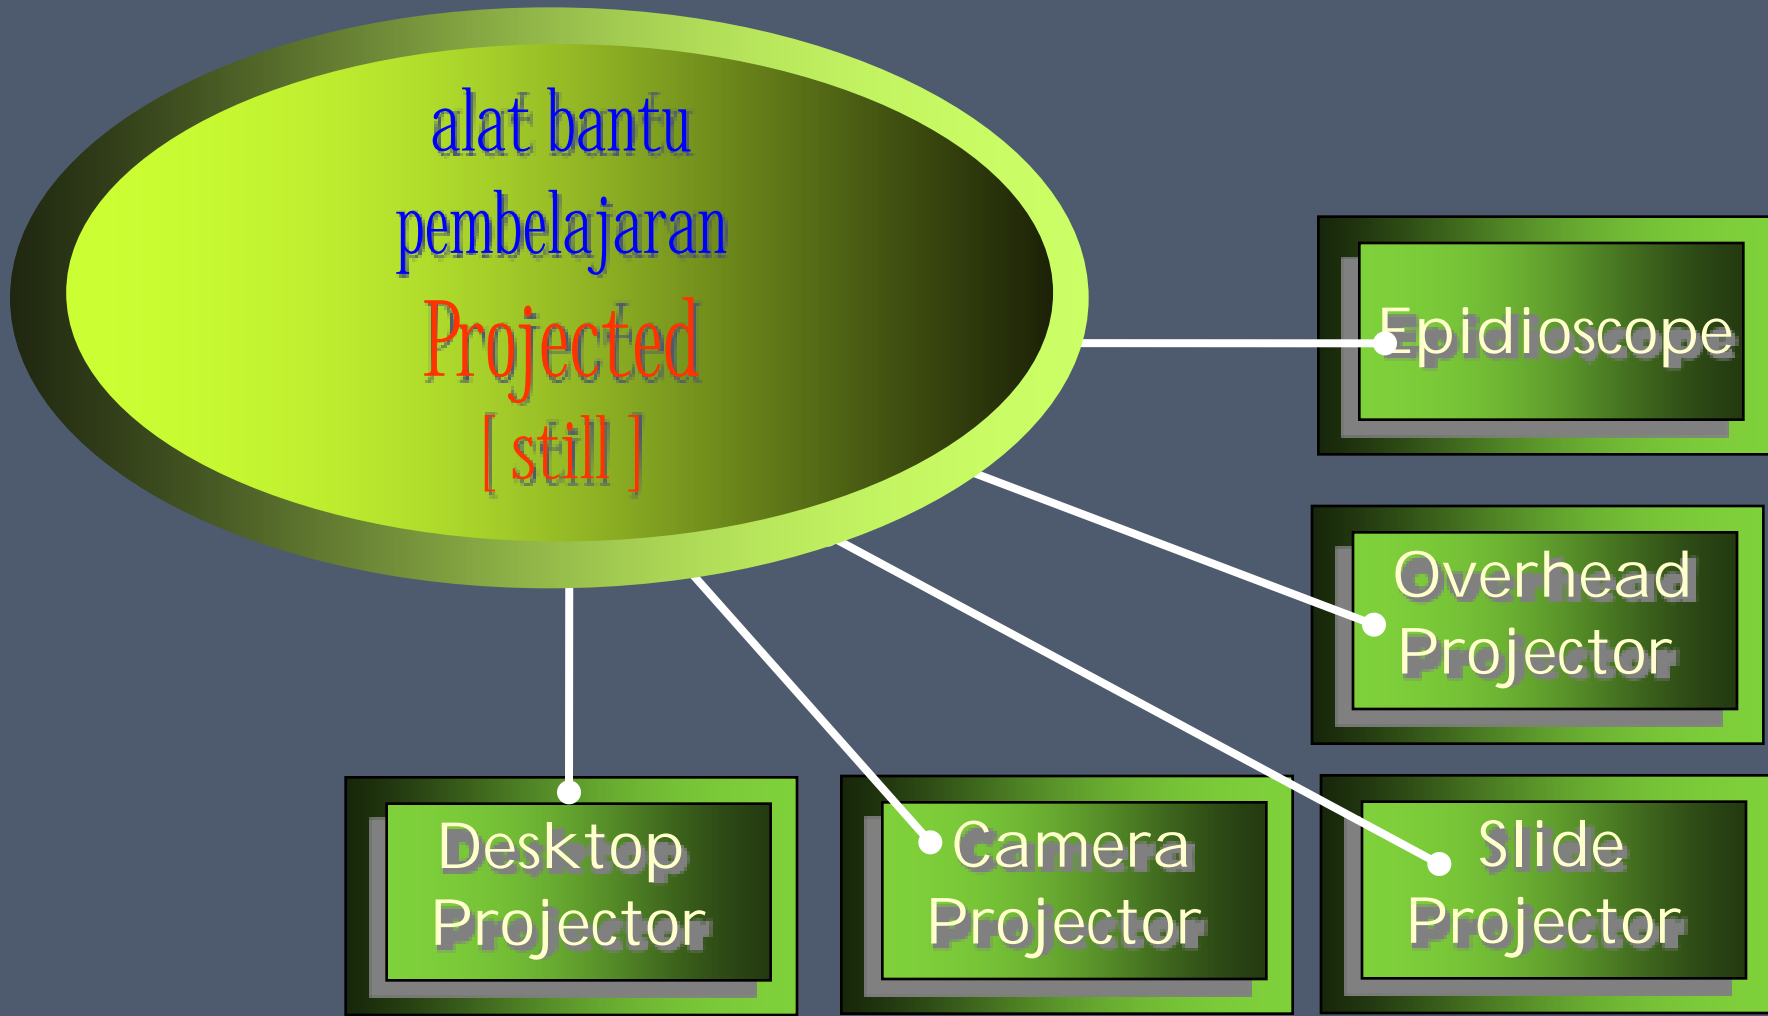 alat bantu
pembelajaran
Projected
[ still ]
Epidioscope
Overhead
Projector
Desktop
Projector
Camera
Projector
Slide
Projector